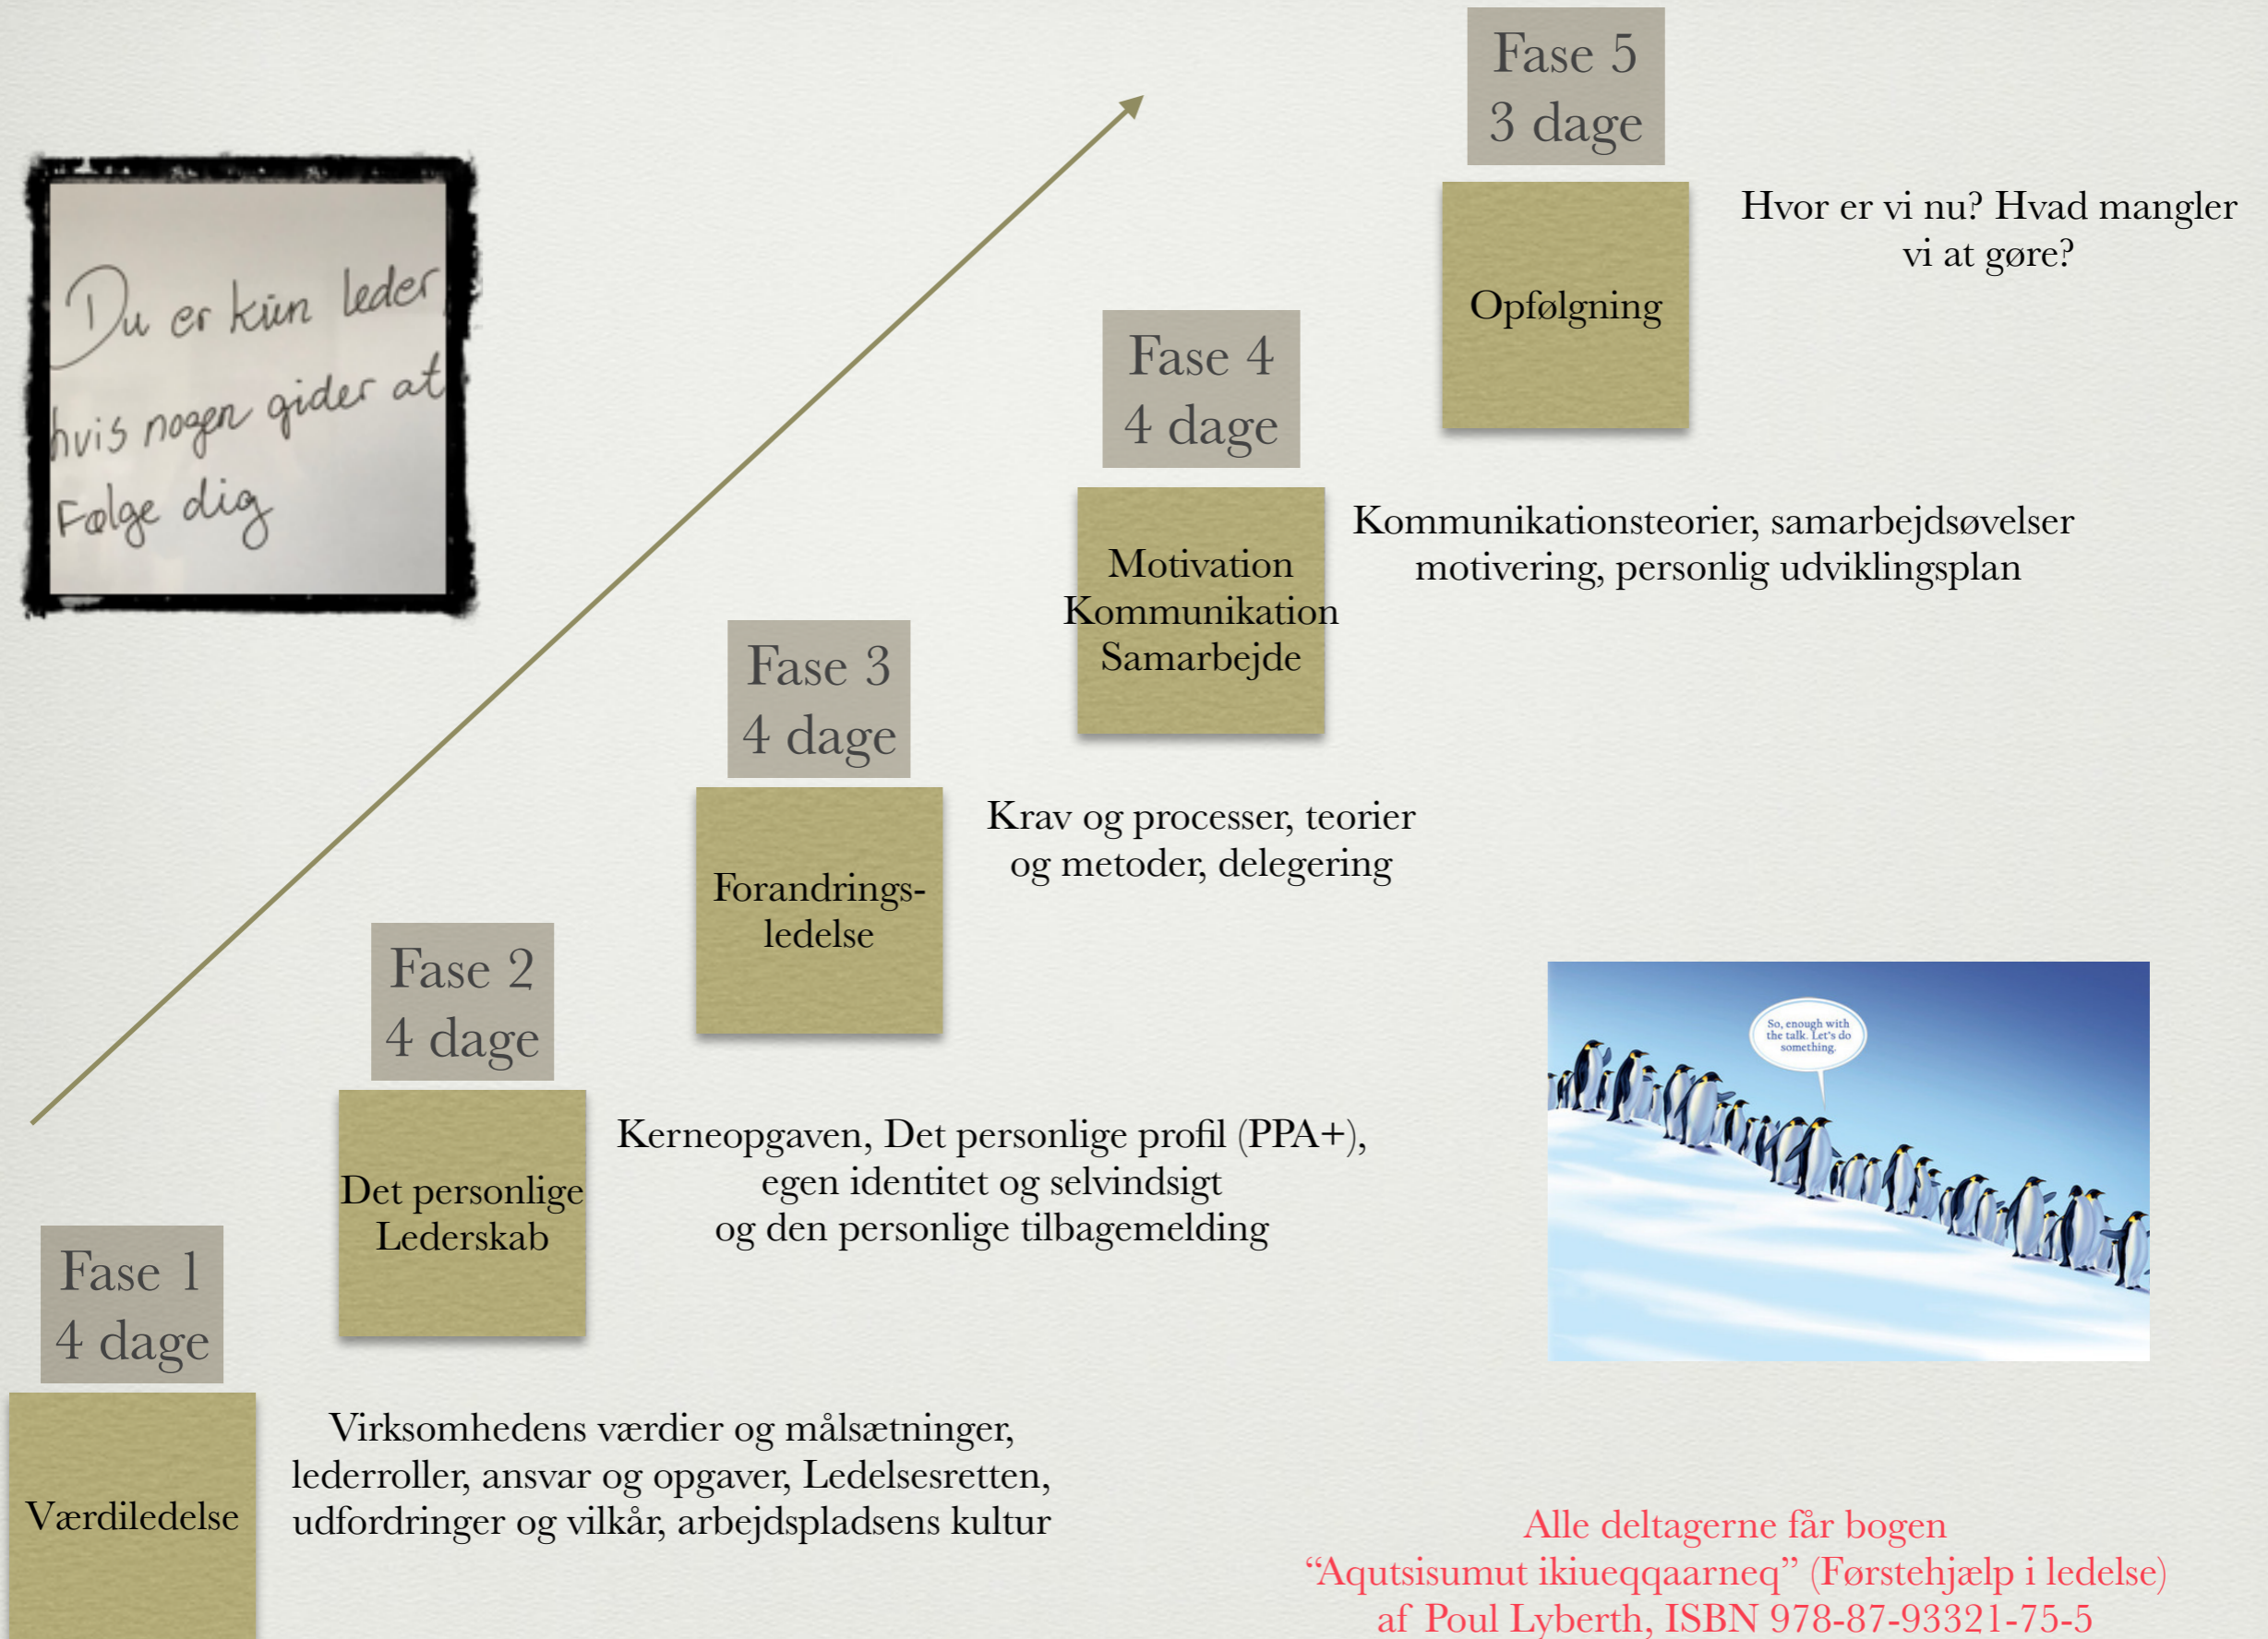 Fase 5
3 dage
Opfølgning
Hvor er vi nu? Hvad mangler
vi at gøre?
Du er kun leder
hvis nogen gider at
Følge dig
Fase 4
4 dage
Motivation
Kommunikation
Samarbejde
Kommunikationsteorier, samarbejdsøvelser
motivering, personlig udviklingsplan
Fase 3
4 dage
Forandrings-
ledelse
Krav og processer, teorier
og metoder, delegering
Fase 2
4 dage
Det personlige
Lederskab
Kerneopgaven, Det personlige profil (PPA+),
egen identitet og selvindsigt
og den personlige tilbagemelding
So, enough with
the talk. Let's do
something.
Fase 1
4 dage
Værdiledelse
Virksomhedens værdier og målsætninger,
lederroller, ansvar og opgaver, Ledelsesretten,
udfordringer og vilkår, arbejdspladsens kultur
Alle deltagerne får bogen
“Aqutsisumut ikiueqqaarneq” (Førstehjælp i ledelse)
af Poul Lyberth, ISBN 978-87-93321-75-5